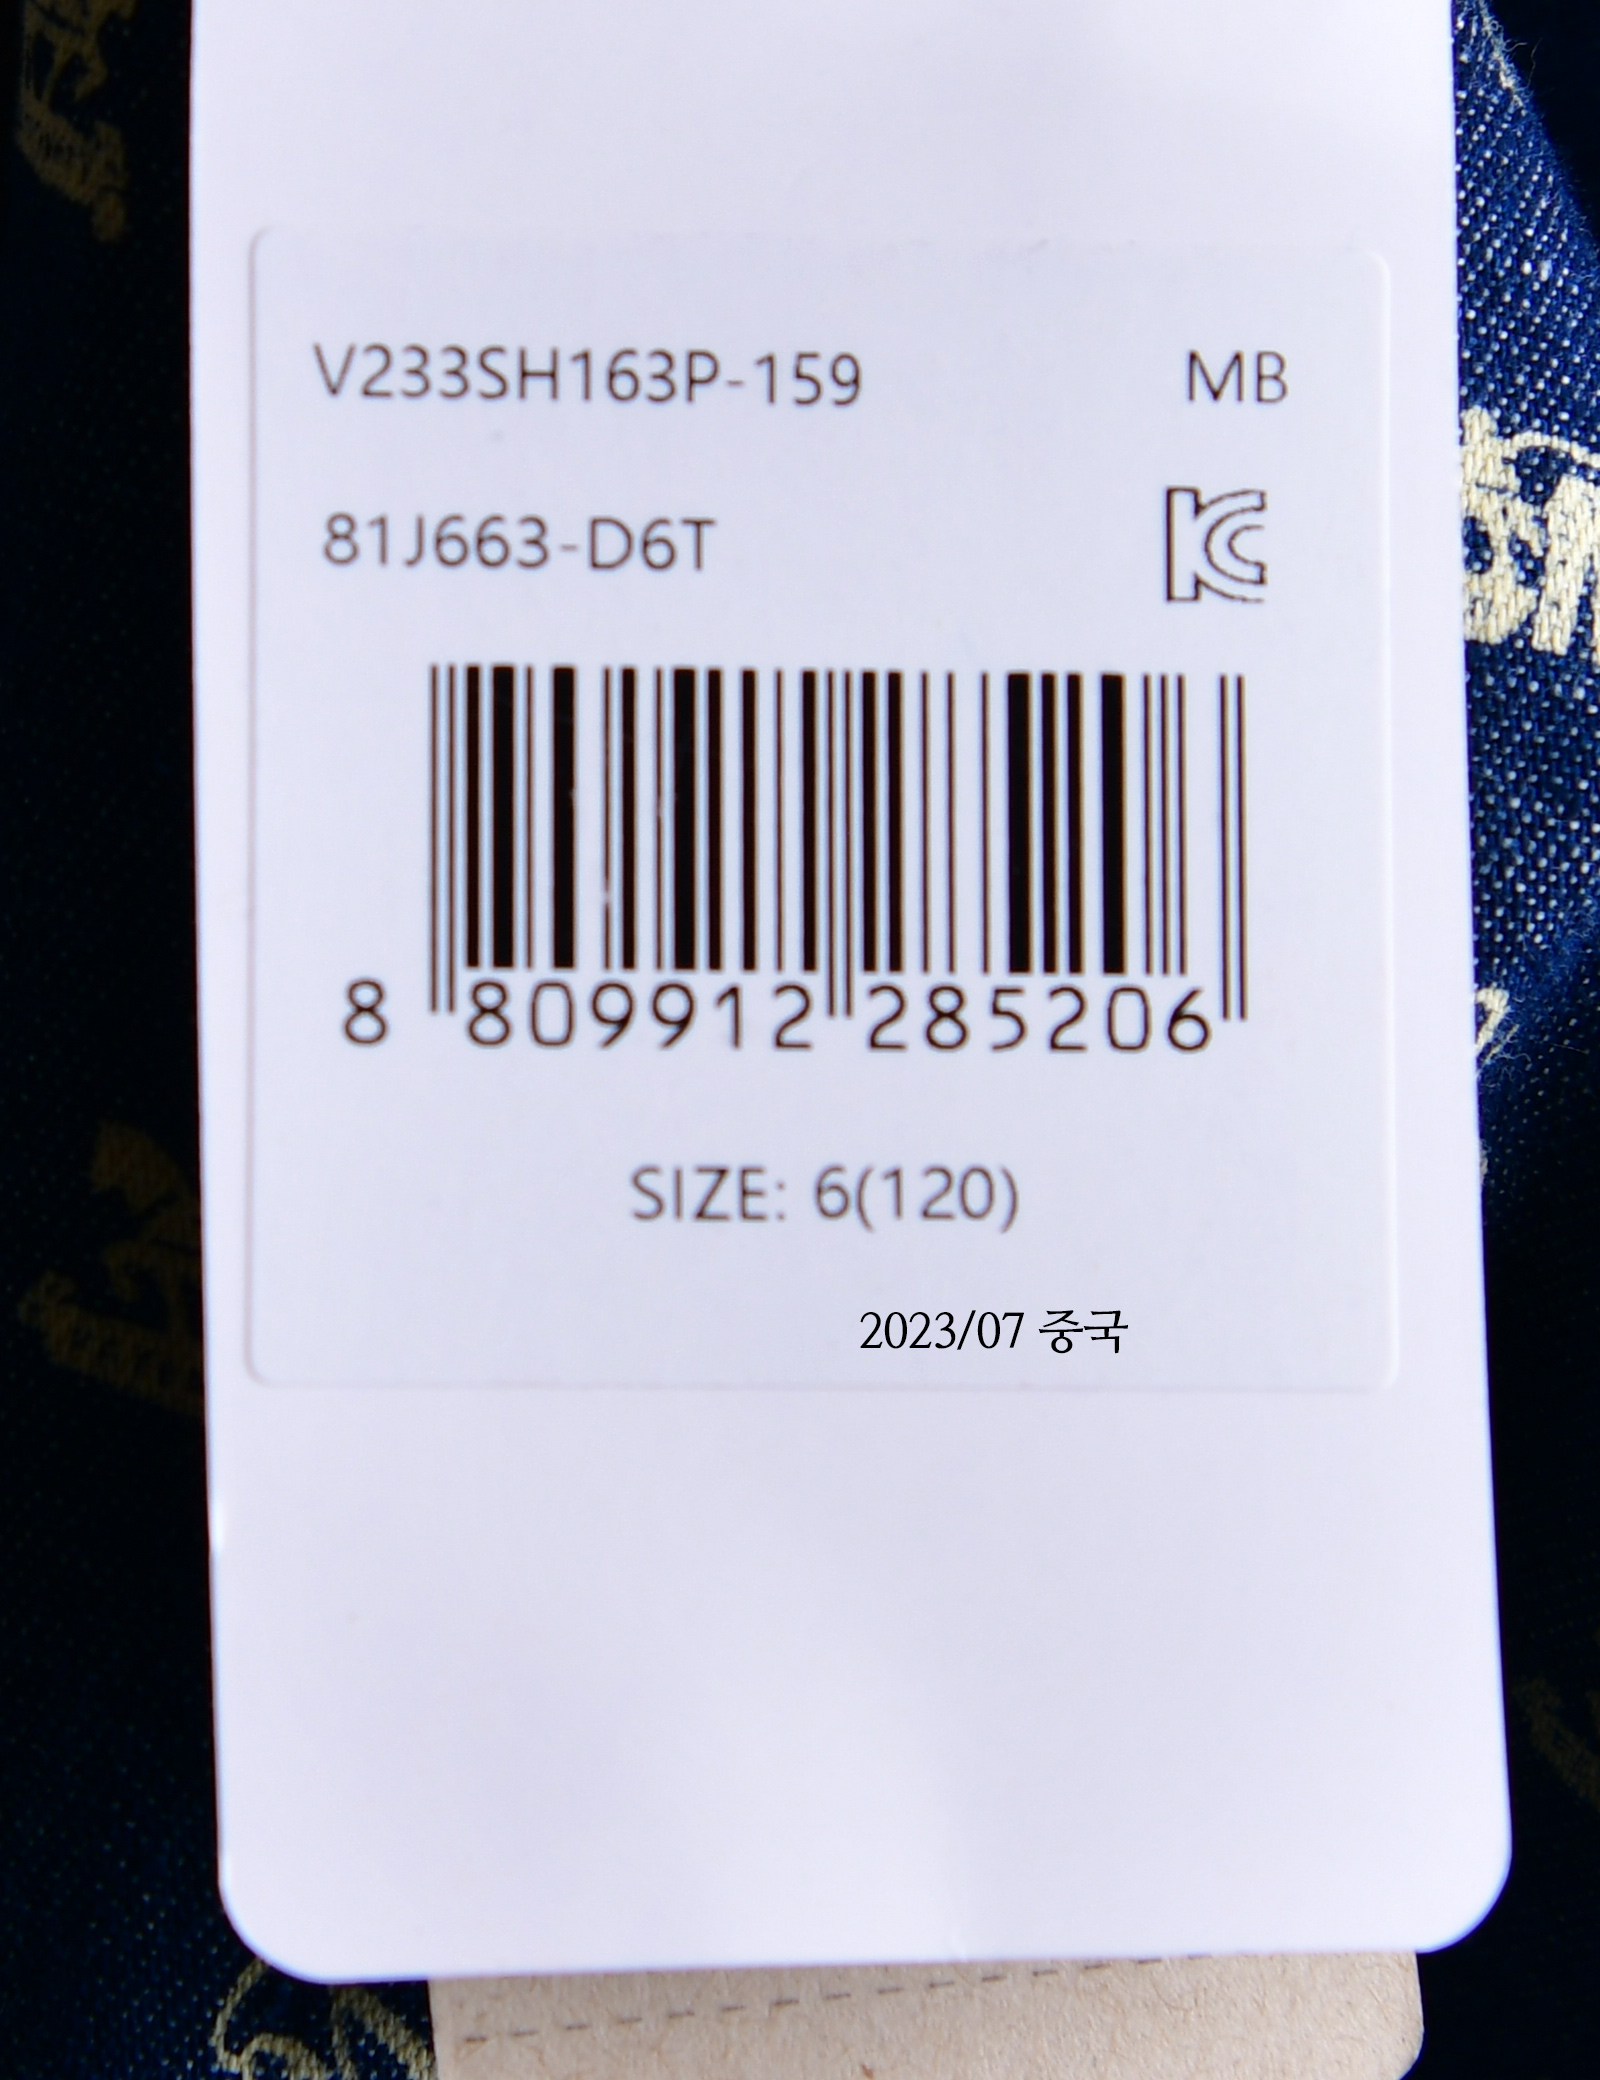 V233SH163P-159 MB
81J663-D6T
8 809912 285206
SIZE: 6(120)
2023/07 중국